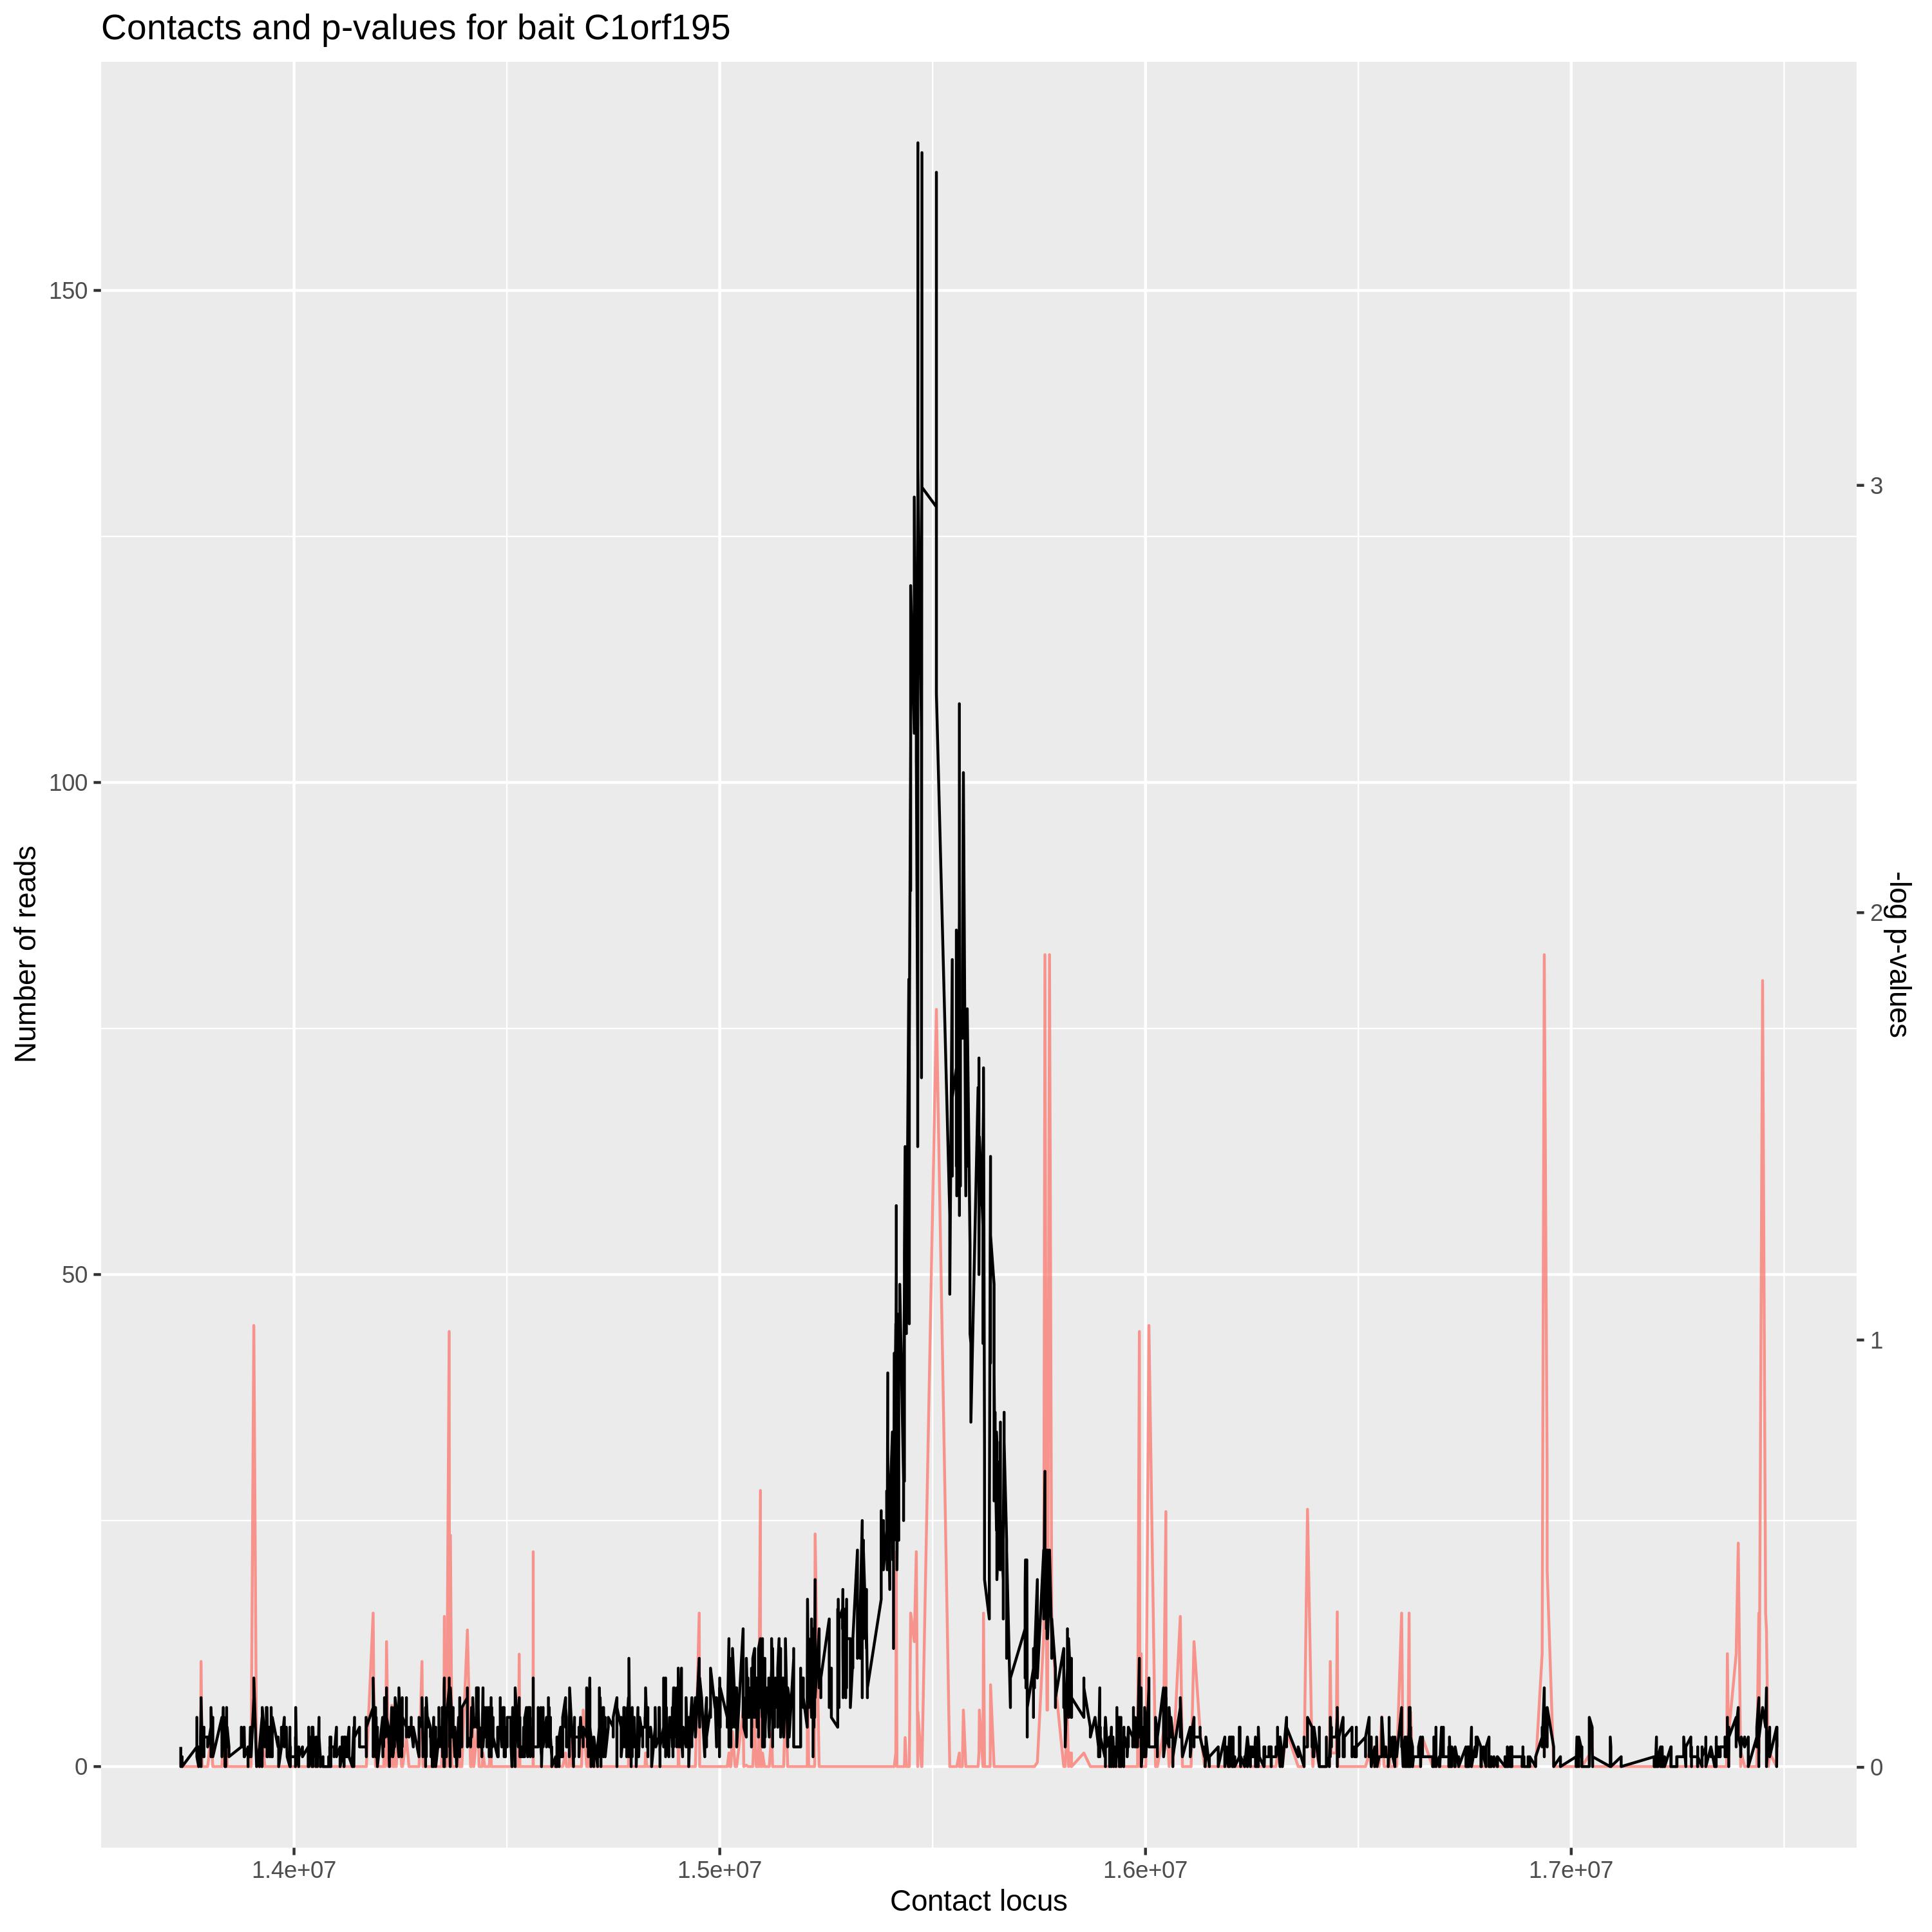 Contacts and p-values for bait C1orf195
150
100
50
0
Number of reads
3
2
1
0
-log p-values
1.4e+07
1.5e+07
1.6e+07
1.7e+07
Contact locus